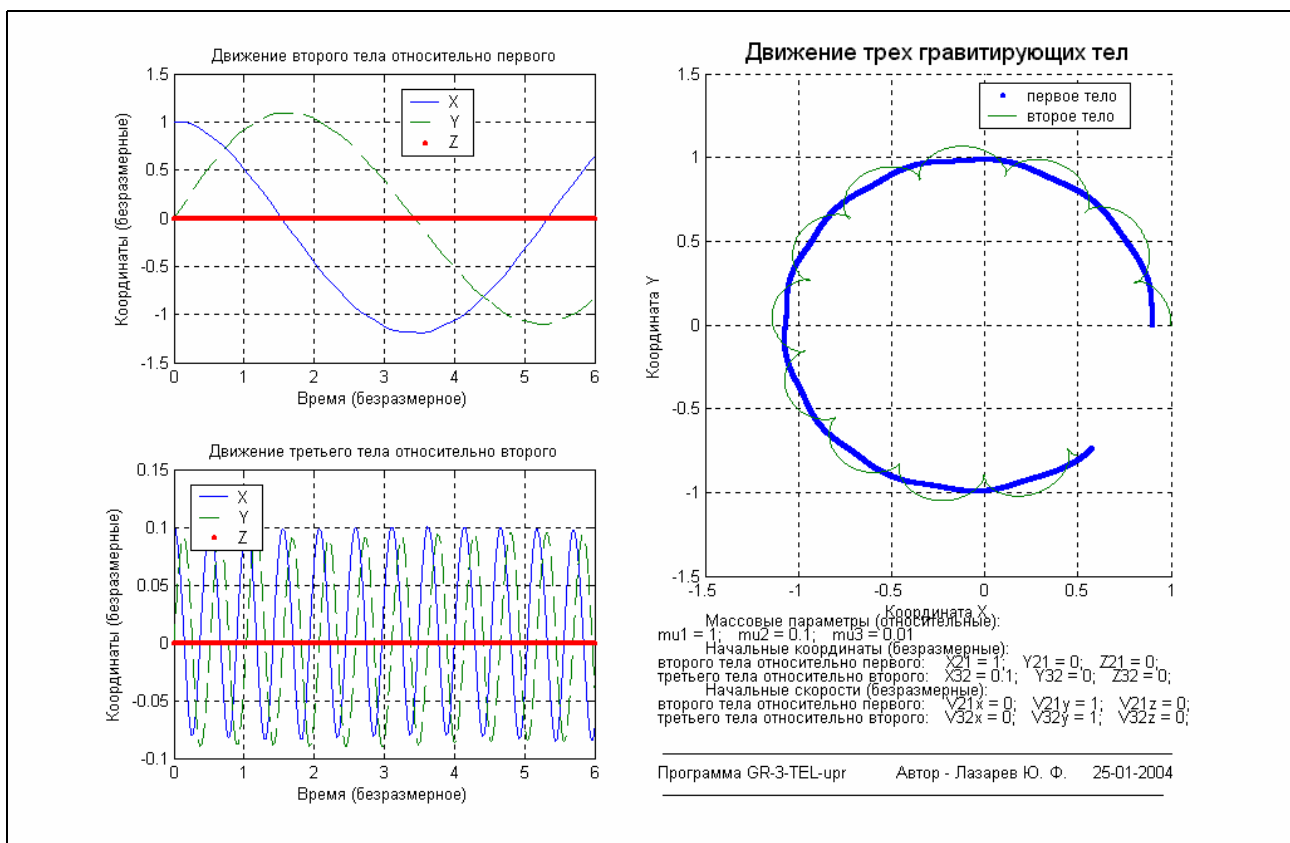 Движение второго тела относительно первого
Координаты (безразмерные)
1.5
1
0.5
0
-0.5
-1
-1.5
X
Y
Z
0 1 2 3 4 5 6
Время (безразмерное)
Движение третьего тела относительно второго
Координаты (безразмерные)
0.15
0.1
0.05
0
-0.05
-0.1
X
Y
Z
0 1 2 3 4 5 6
Время (безразмерное)
Движение трех гравитирующих тел
Координата Y
1.5
1
0.5
0
-0.5
-1
-1.5
первое тело
второе тело
-1.5 -1 -0.5 0 0.5 1
Координата X
Массовые параметры (относительные):
mu1 = 1; mu2 = 0.1; mu3 = 0.01
Начальные координаты (безразмерные):
второго тела относительно первого: X21 = 1; Y21 = 0; Z21 = 0;
третьего тела относительно второго: X32 = 0.1; Y32 = 0; Z32 = 0;
Начальные скорости (безразмерные):
второго тела относительно первого: V21x = 0; V21y = 1; V21z = 0;
третьего тела относительно второго: V32x = 0; V32y = 1; V32z = 0;
Программа GR-3-TEL-upr Автор - Лазарев Ю. Ф. 25-01-2004